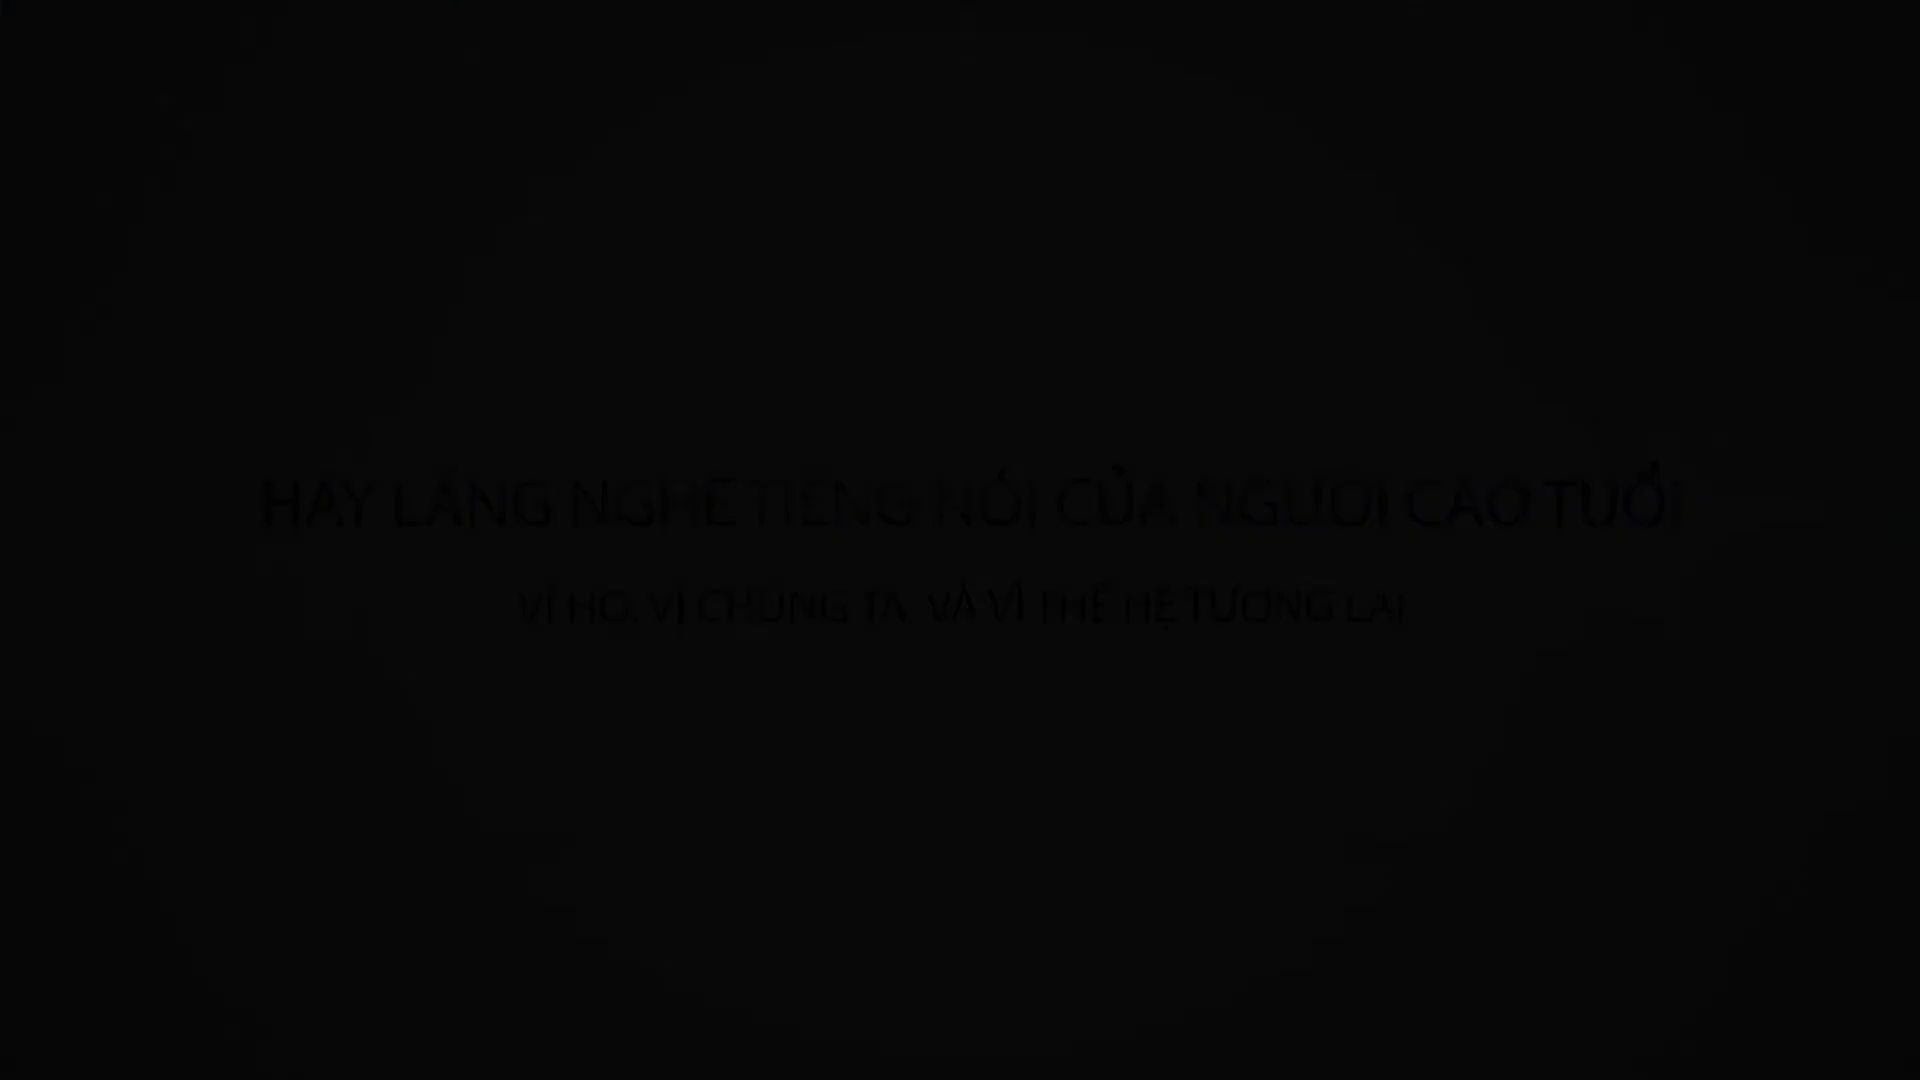 HÃY LẮNG NGHE TIẾNG NÓI CỦA NGƯỜI CAO TUỔI
VÌ HỌ, VÌ CHÚNG TA, VÀ VÌ THẾ HỆ TƯƠNG LAI